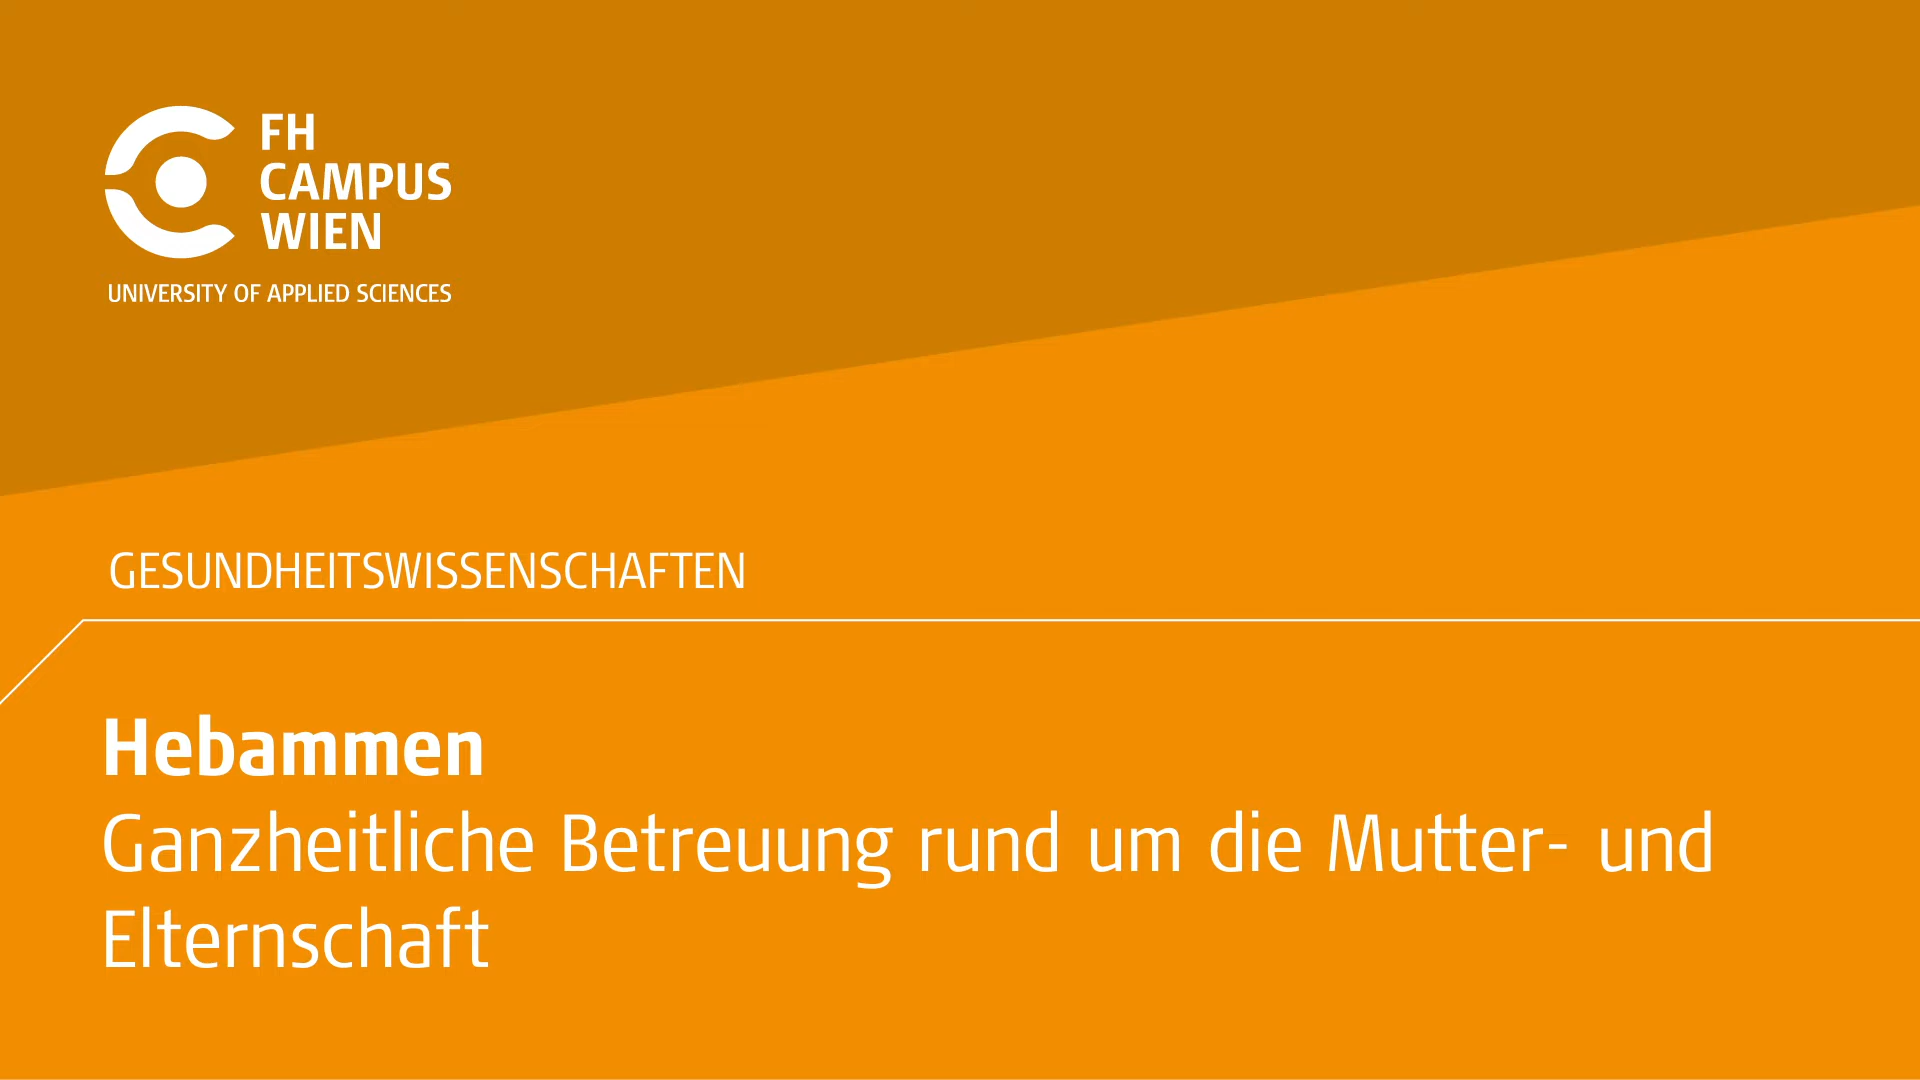 FH
CAMPUS
WIEN
UNIVERSITY OF APPLIED SCIENCES
GESUNDHEITSWISSENSCHAFTEN
Hebammen
Ganzheitliche Betreuung rund um die Mutter- und
Elternschaft